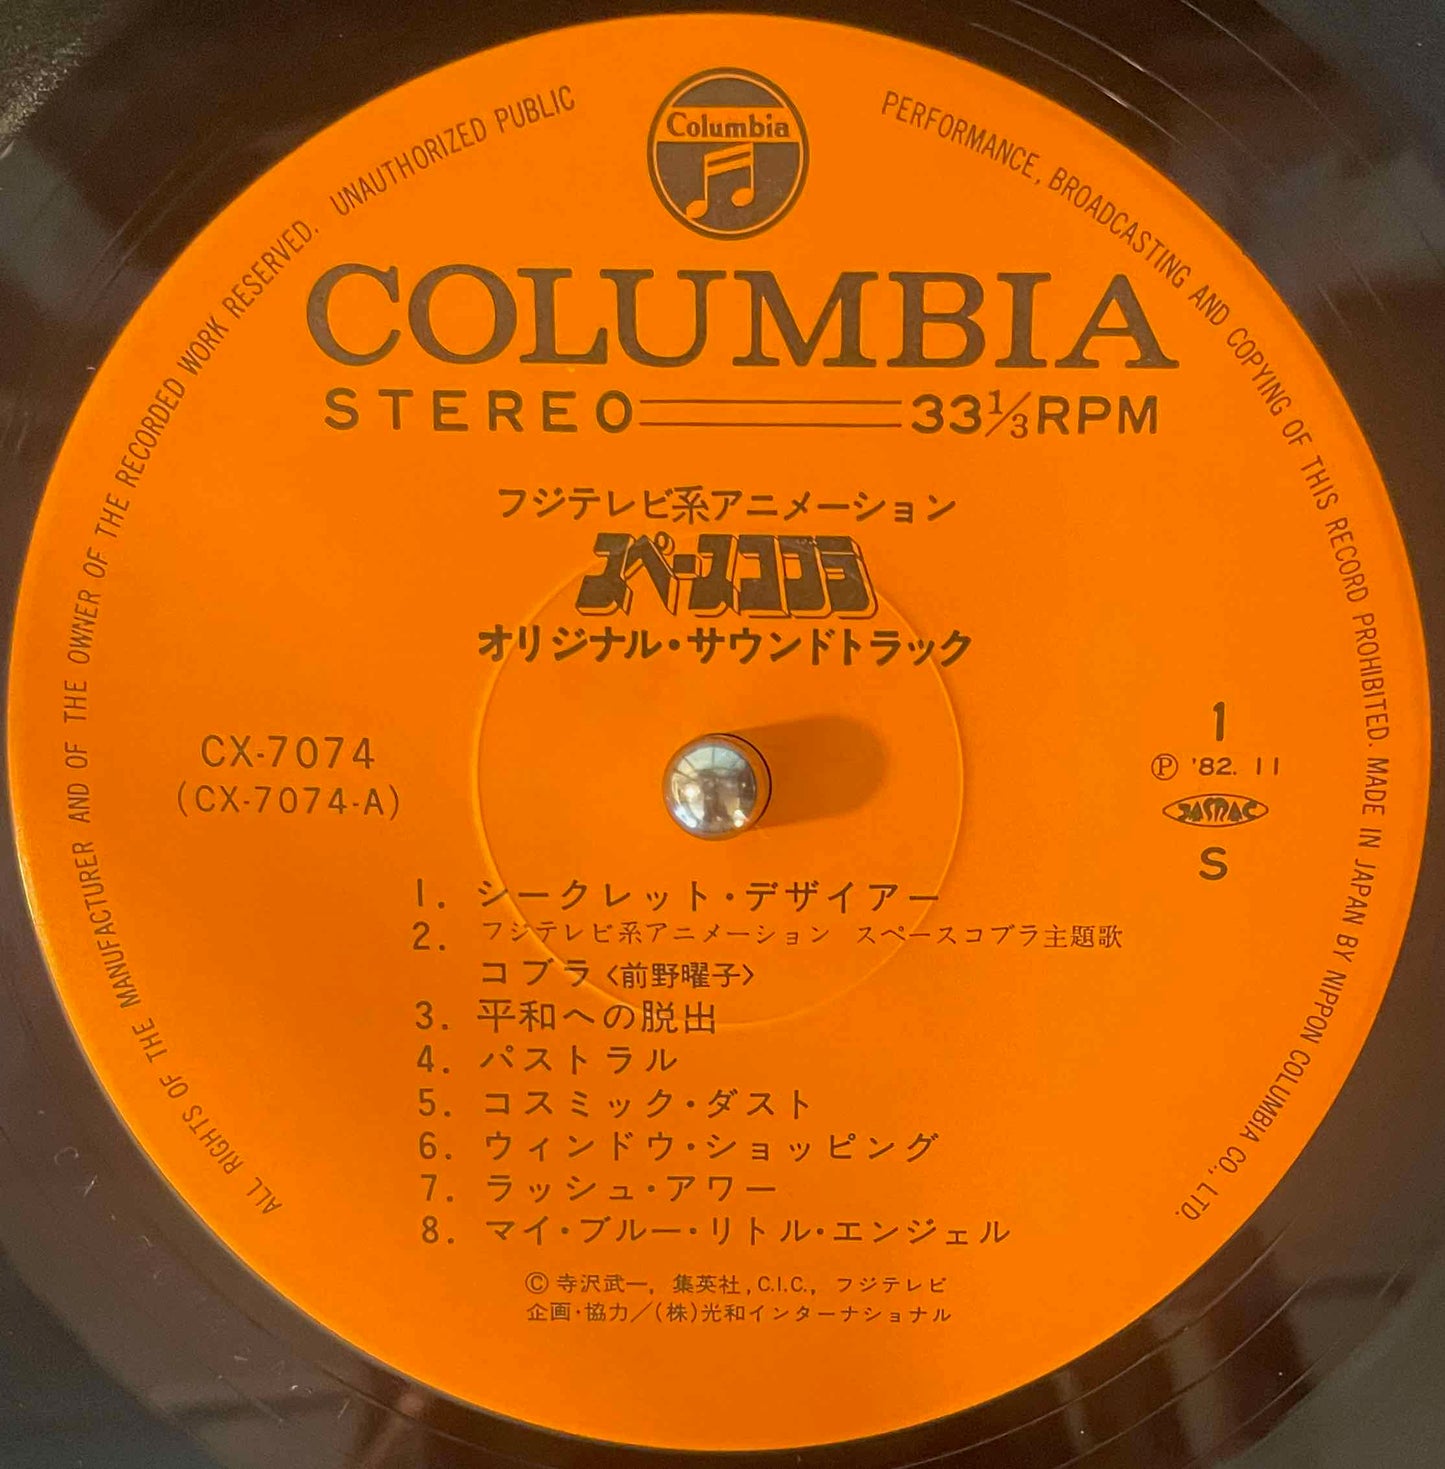 Columbia
COLUMBIA
STEREO 33 1/3 RPM
フジテレビ系アニメーション
スペースコブラ
オリジナル・サウンドトラック
CX-7074
(CX-7074-A)
1
Ⓟ '82. 11
JASRAC
S
1. シークレット・デザイアー
2. フジテレビ系アニメーション スペースコブラ主題歌
コブラ〈前野曜子〉
3. 平和への脱出
4. パストラル
5. コスミック・ダスト
6. ウィンドウ・ショッピング
7. ラッシュ・アワー
8. マイ・ブルー・リトル・エンジェル
Ⓒ 寺沢武一, 集英社, C.I.C., フジテレビ
企画・協力/(株)光和インターナショナル
ALL RIGHTS OF THE MANUFACTURER AND OF THE OWNER OF THE RECORDED WORK RESERVED. UNAUTHORIZED PUBLIC PERFORMANCE, BROADCASTING AND COPYING OF THIS RECORD PROHIBITED. MADE IN JAPAN BY NIPPON COLUMBIA CO., LTD.